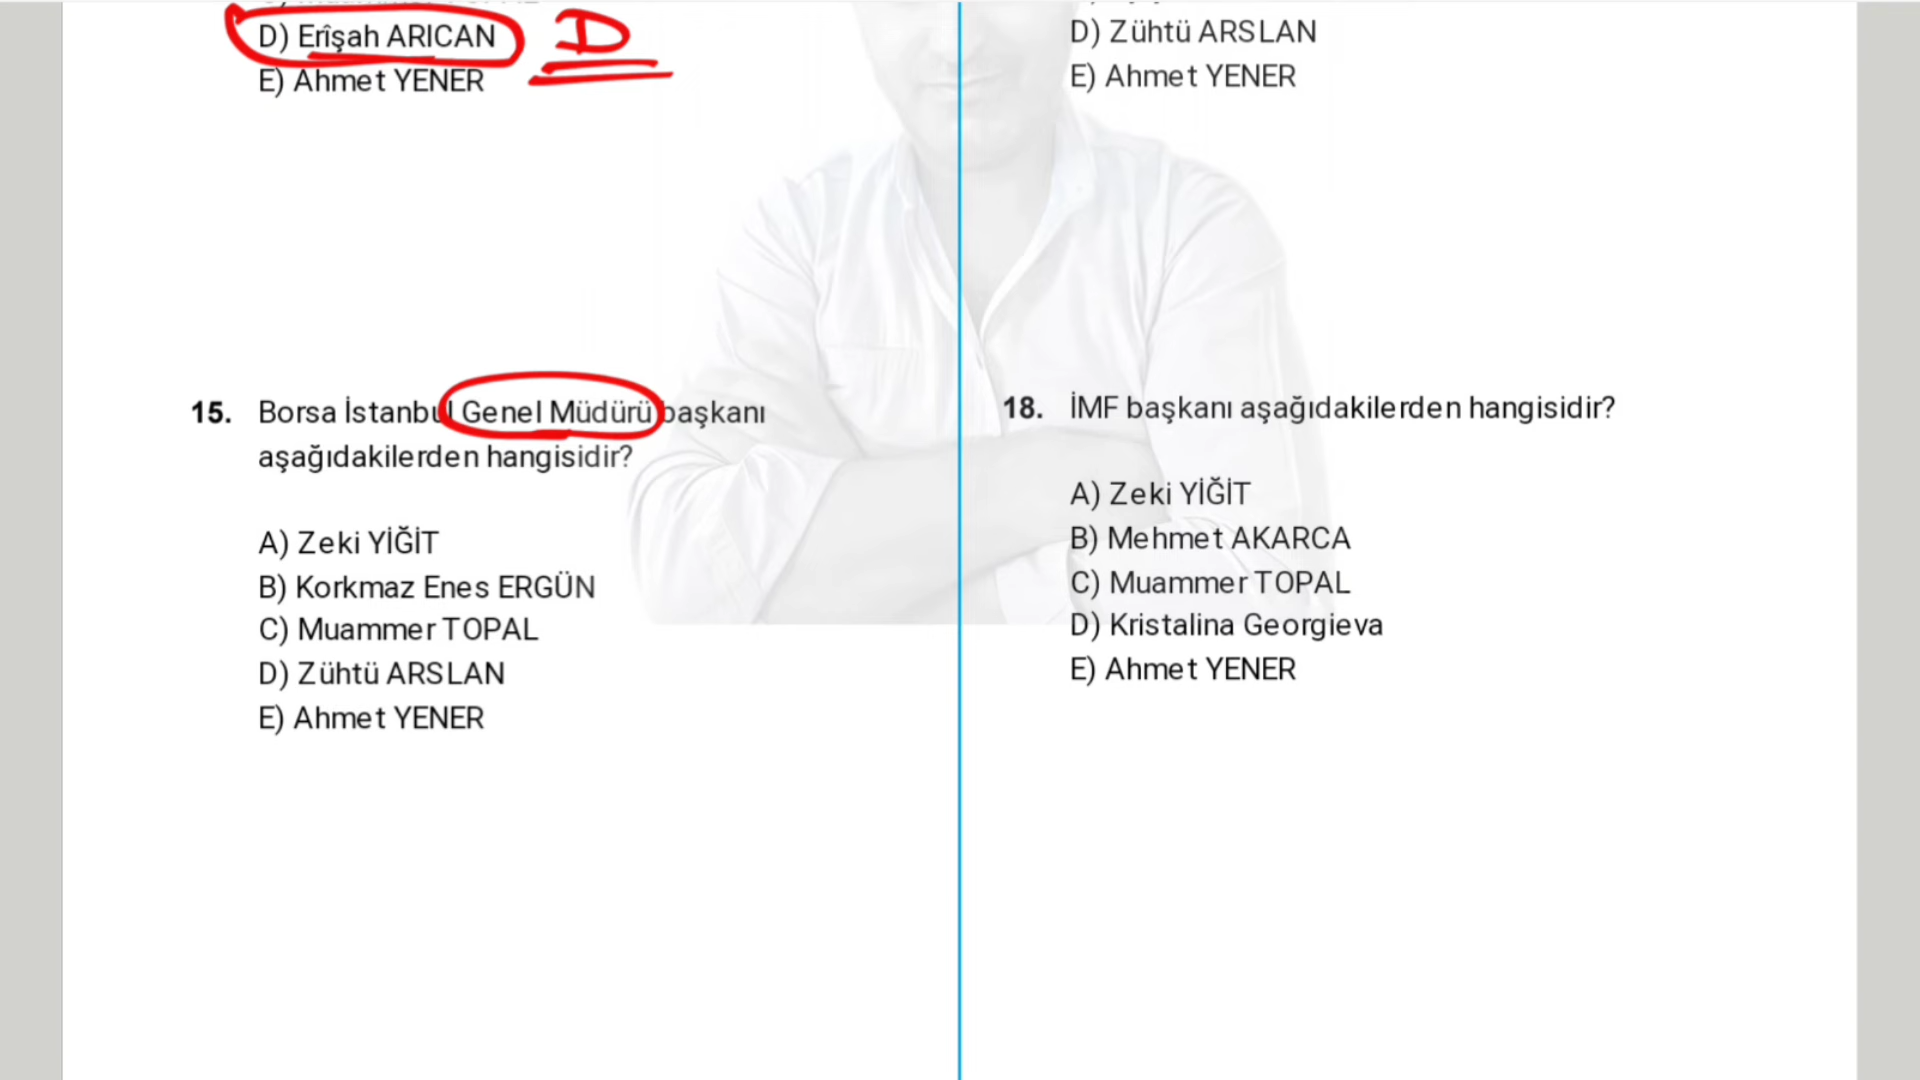 D) Erîşah ARICAN
D
E) Ahmet YENER
15. Borsa İstanbul Genel Müdürü başkanı
aşağıdakilerden hangisidir?
A) Zeki YİĞİT
B) Korkmaz Enes ERGÜN
C) Muammer TOPAL
D) Zühtü ARSLAN
E) Ahmet YENER
D) Zühtü ARSLAN
E) Ahmet YENER
18. İMF başkanı aşağıdakilerden hangisidir?
A) Zeki YİĞİT
B) Mehmet AKARCA
C) Muammer TOPAL
D) Kristalina Georgieva
E) Ahmet YENER